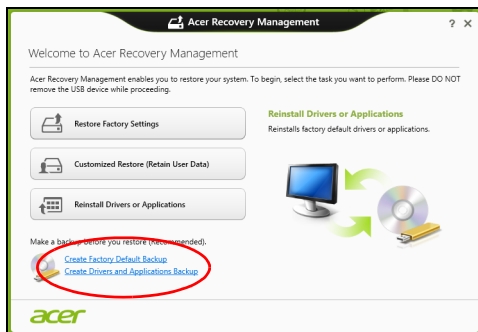 Acer Recovery Management
? ×
Welcome to Acer Recovery Management
Acer Recovery Management enables you to restore your system. To begin, select the task you want to perform. Please DO NOT
remove the USB device while proceeding.
Restore Factory Settings
Customized Restore (Retain User Data)
Reinstall Drivers or Applications
Reinstall Drivers or Applications
Reinstalls factory default drivers or applications.
Make a backup before you restore (Recommended).
Create Factory Default Backup
Create Drivers and Applications Backup
acer